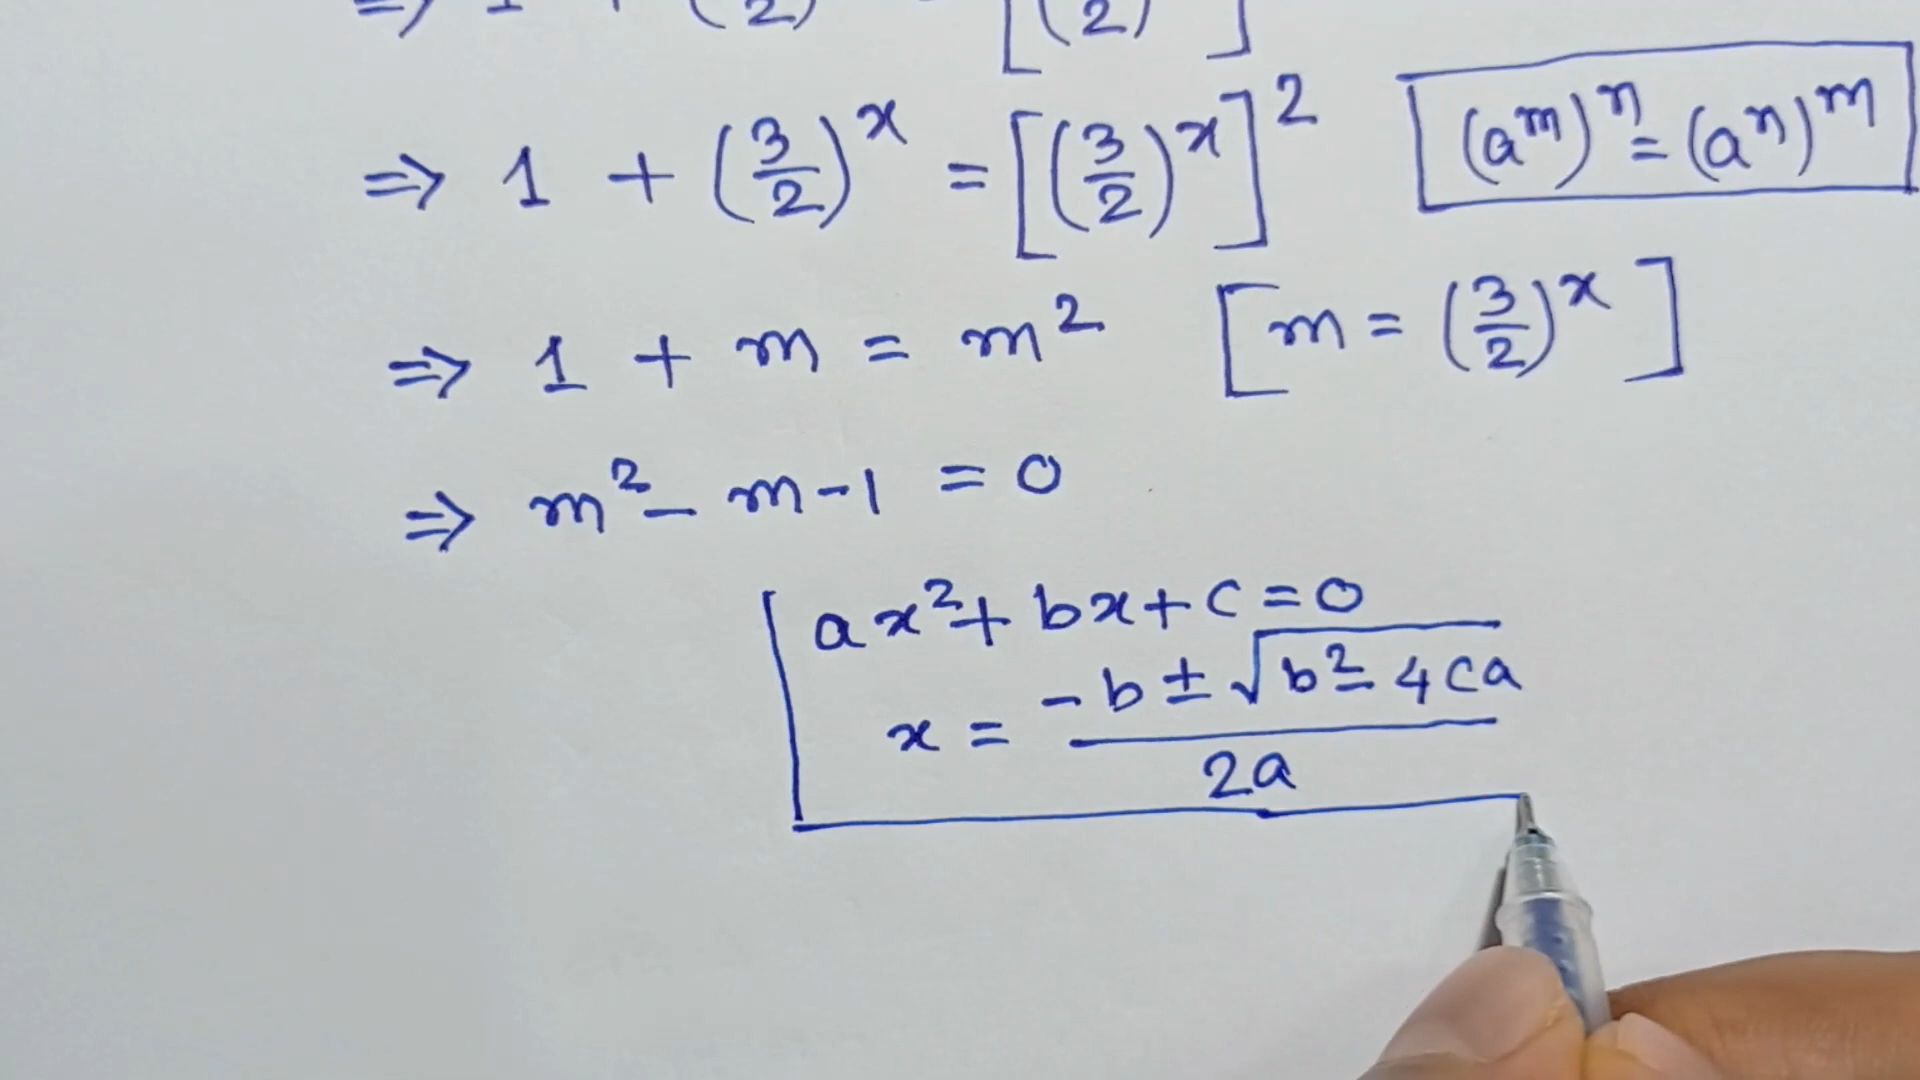 ⇒ 1 + (3/2)^x = [(3/2)^x]^2
(a^m)^n = (a^n)^m
⇒ 1 + m = m^2 [m = (3/2)^x]
⇒ m^2 - m - 1 = 0
ax^2 + bx + c = 0
x = (-b ± √(b^2 - 4ca))/2a